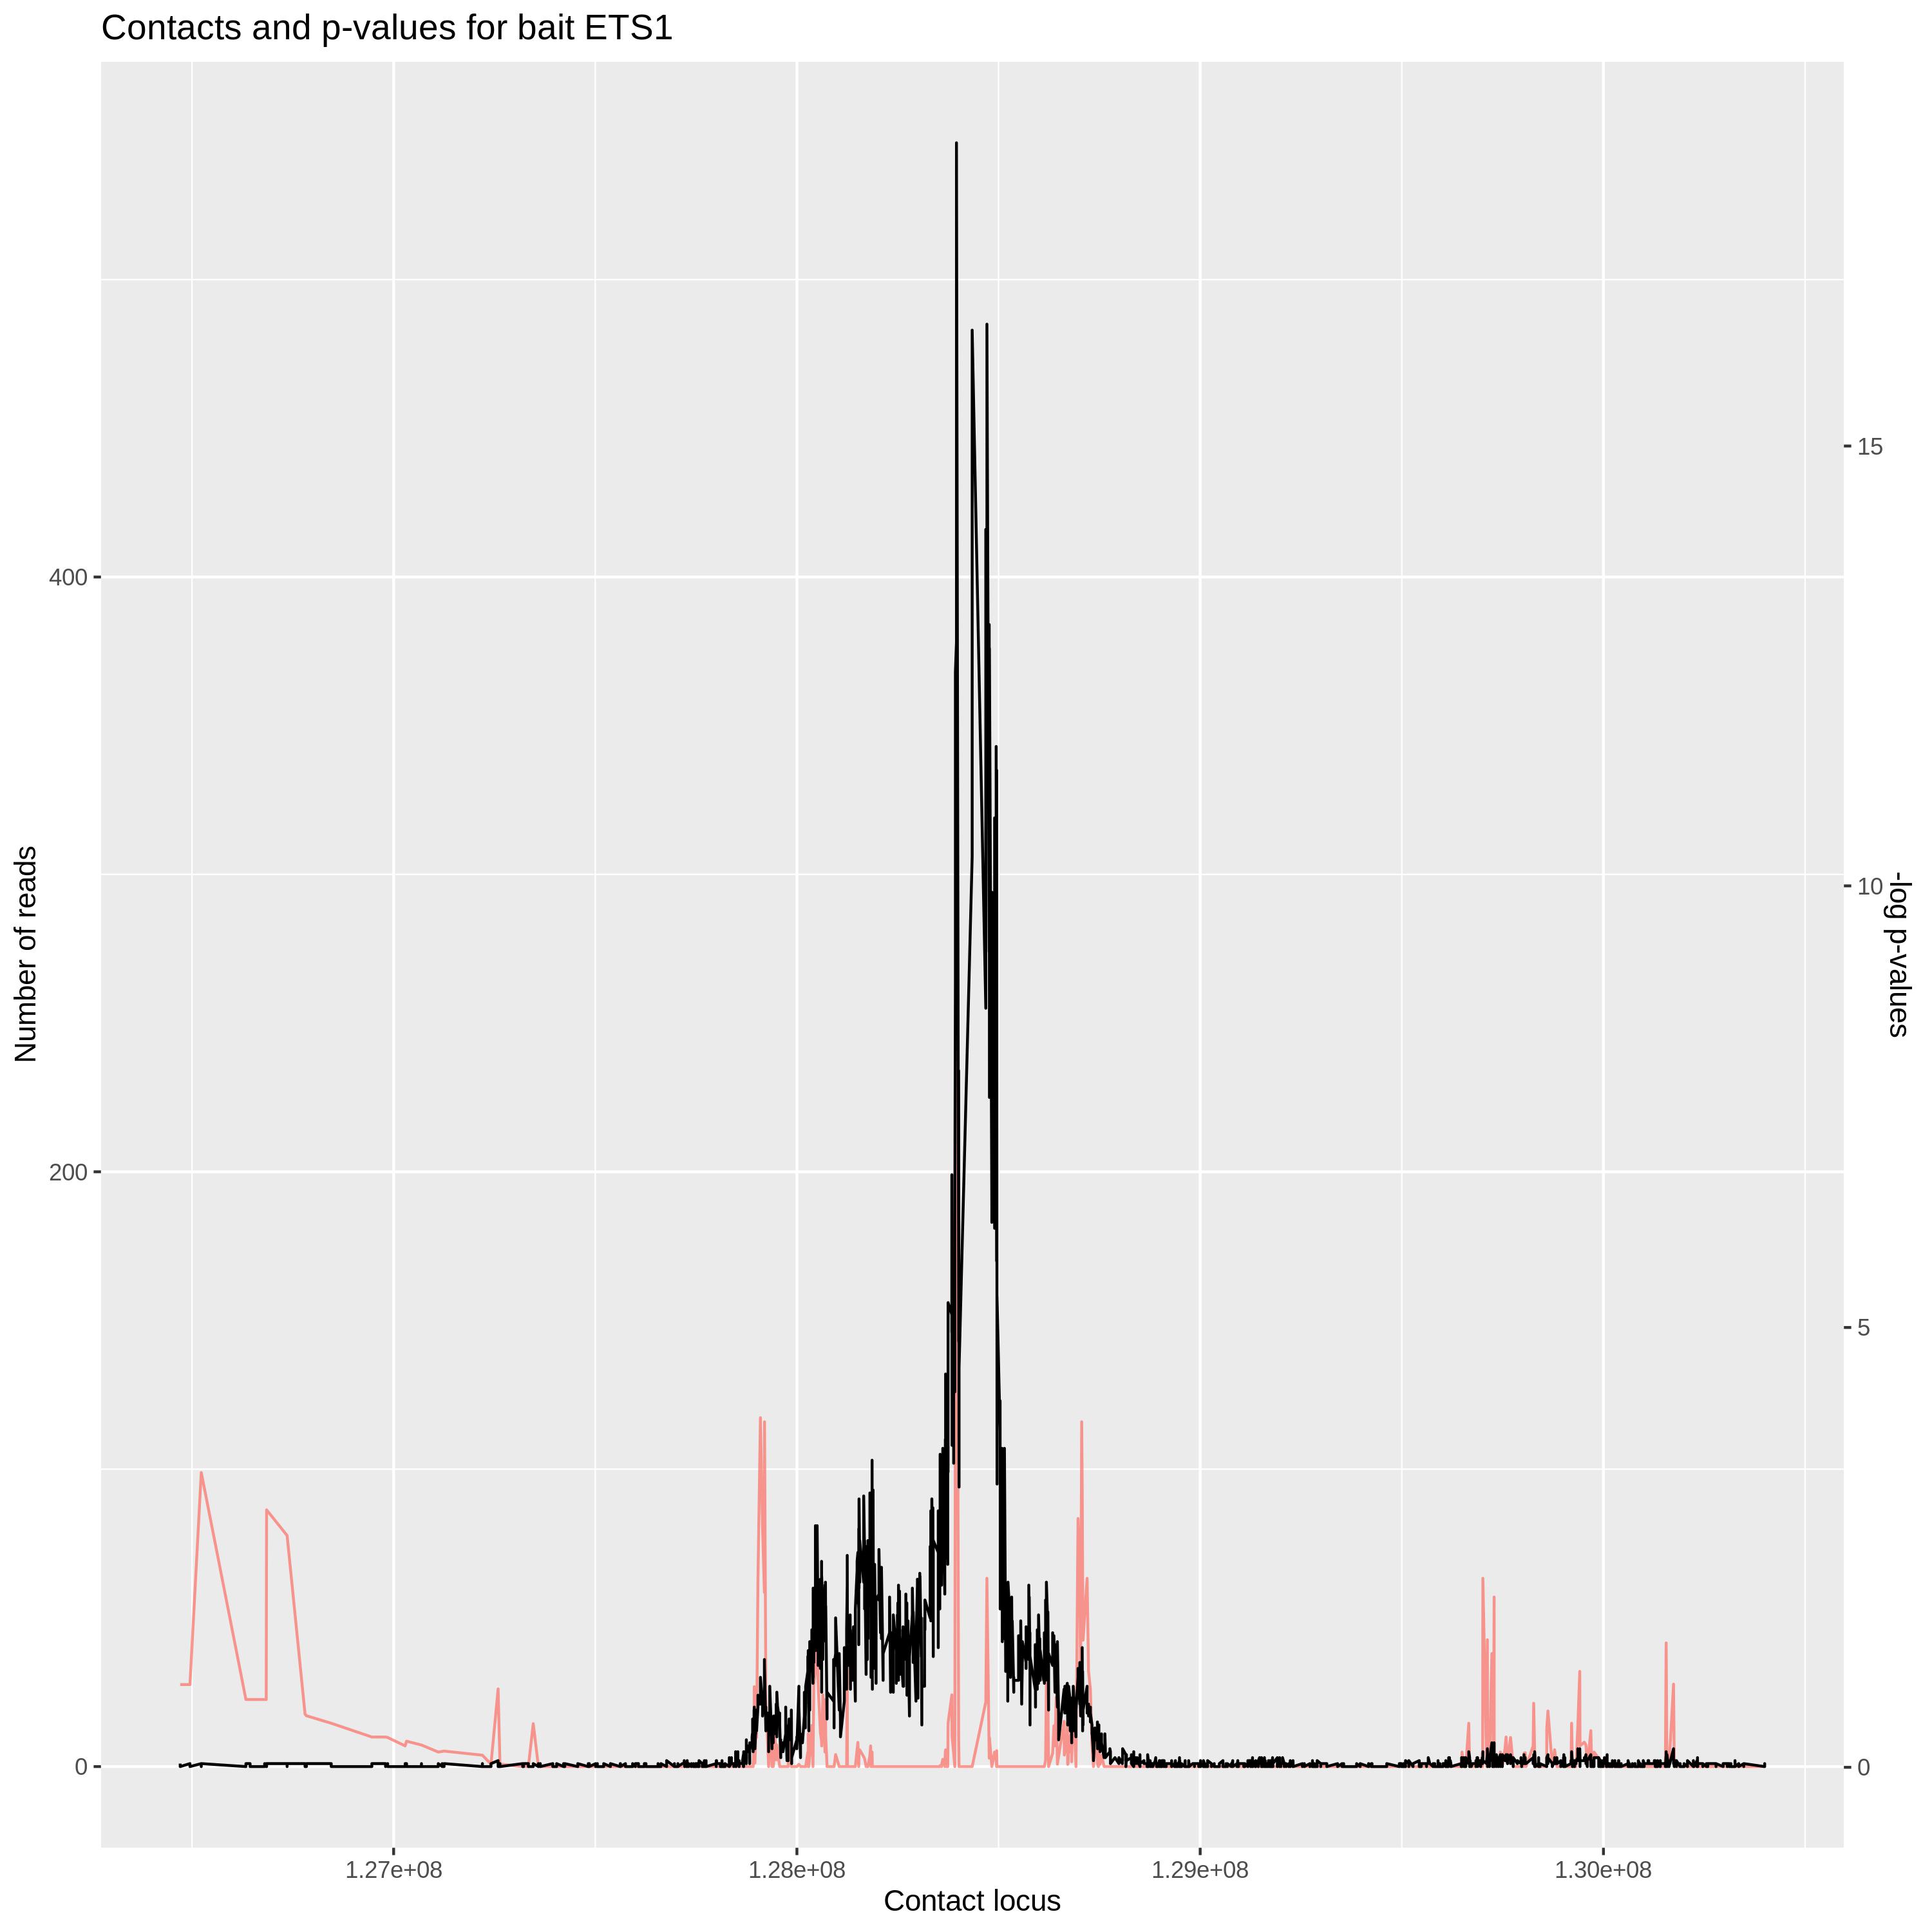 Contacts and p-values for bait ETS1
Number of reads
400
200
0
15
10
5
0
-log p-values
1.27e+08
1.28e+08
1.29e+08
1.30e+08
Contact locus